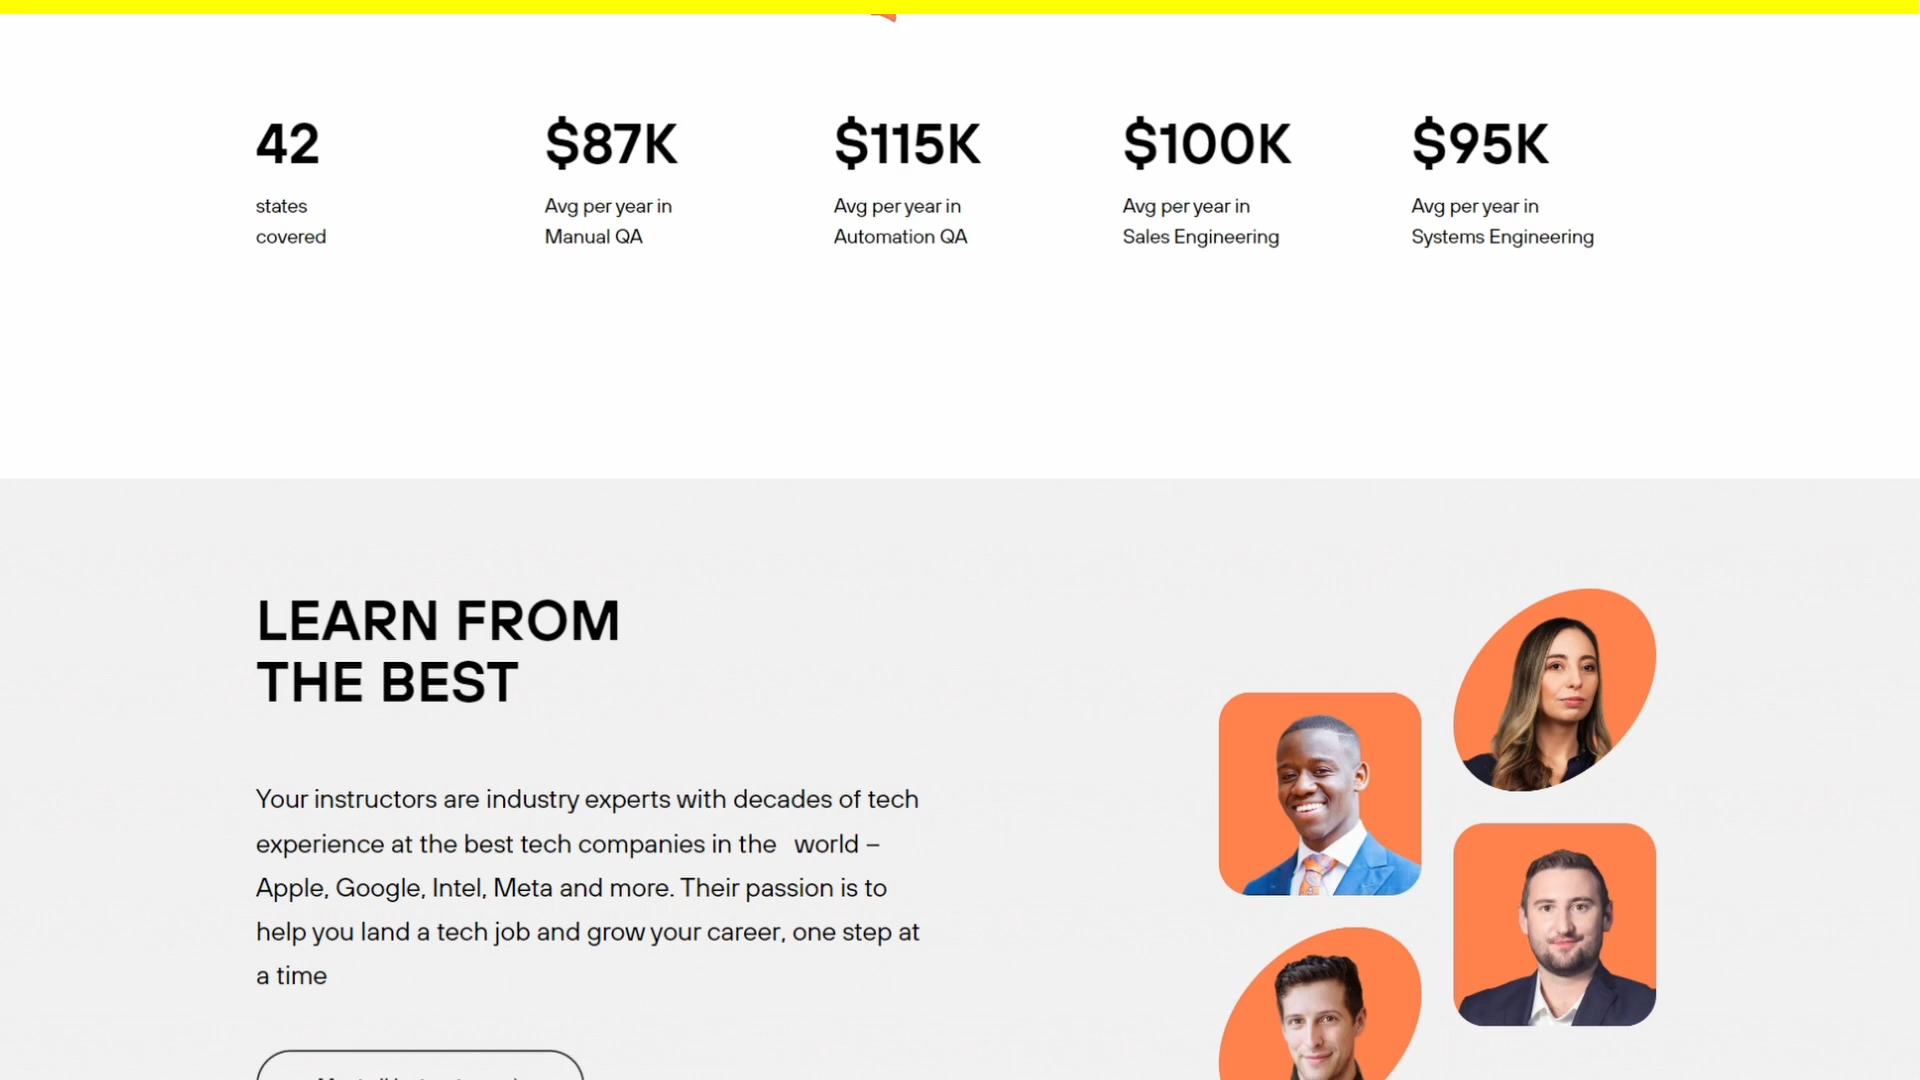 42
states
covered
$87K
Avg per year in
Manual QA
$115K
Avg per year in
Automation QA
$100K
Avg per year in
Sales Engineering
$95K
Avg per year in
Systems Engineering
LEARN FROM
THE BEST
Your instructors are industry experts with decades of tech
experience at the best tech companies in the world –
Apple, Google, Intel, Meta and more. Their passion is to
help you land a tech job and grow your career, one step at
a time